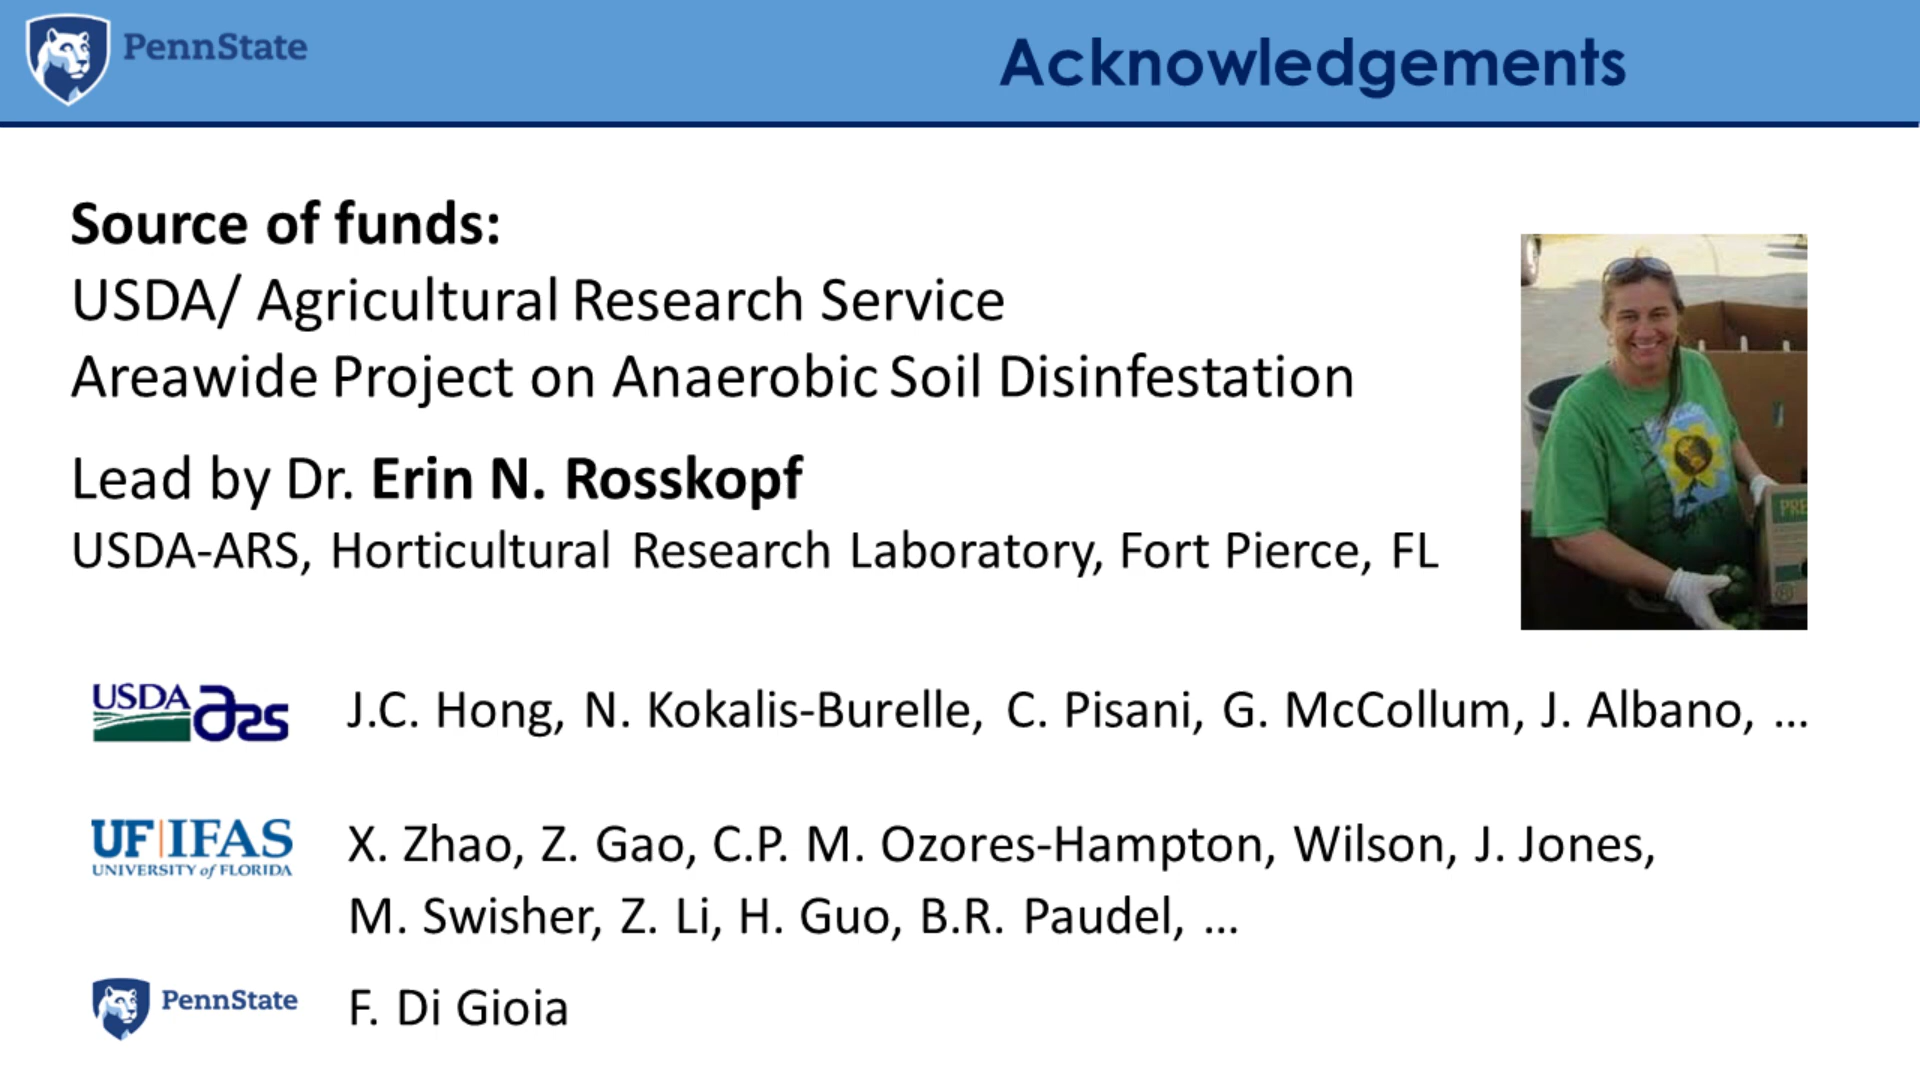 PennState
Acknowledgements
Source of funds:
USDA/ Agricultural Research Service
Areawide Project on Anaerobic Soil Disinfestation
Lead by Dr. Erin N. Rosskopf
USDA-ARS, Horticultural Research Laboratory, Fort Pierce, FL
PRE
USDA ars
J.C. Hong, N. Kokalis-Burelle, C. Pisani, G. McCollum, J. Albano, ...
UF|IFAS
UNIVERSITY of FLORIDA
X. Zhao, Z. Gao, C.P. M. Ozores-Hampton, Wilson, J. Jones,
M. Swisher, Z. Li, H. Guo, B.R. Paudel, ...
PennState
F. Di Gioia